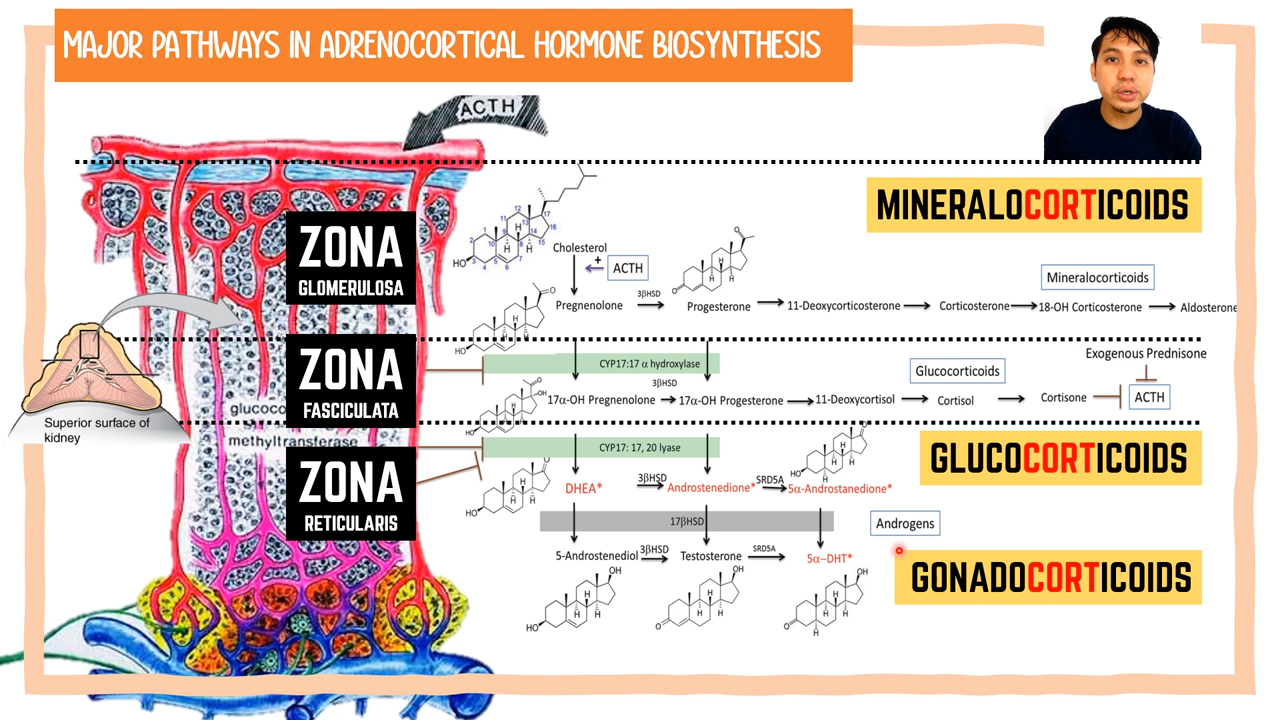 MAJOR PATHWAYS IN ADRENOCORTICAL HORMONE BIOSYNTHESIS
ACTH
MINERALOCORTICOIDS
ZONA
GLOMERULOSA
Cholesterol
+
ACTH
Mineralocorticoids
Pregnenolone
3βHSD
Progesterone
11-Deoxycorticosterone
Corticosterone
18-OH Corticosterone
Aldosterone
ZONA
FASCICULATA
CYP17:17 α hydroxylase
Exogenous Prednisone
Glucocorticoids
17α-OH Pregnenolone
3βHSD
17α-OH Progesterone
11-Deoxycortisol
Cortisol
Cortisone
ACTH
Superior surface of
kidney
glucoco
methyltransferase
CYP17: 17, 20 lyase
GLUCOCORTICOIDS
ZONA
RETICULARIS
DHEA*
3βHSD
Androstenedione*
SRD5A
5α-Androstanedione*
17βHSD
Androgens
5-Androstenediol
3βHSD
Testosterone
SRD5A
5α–DHT*
GONADOCORTICOIDS